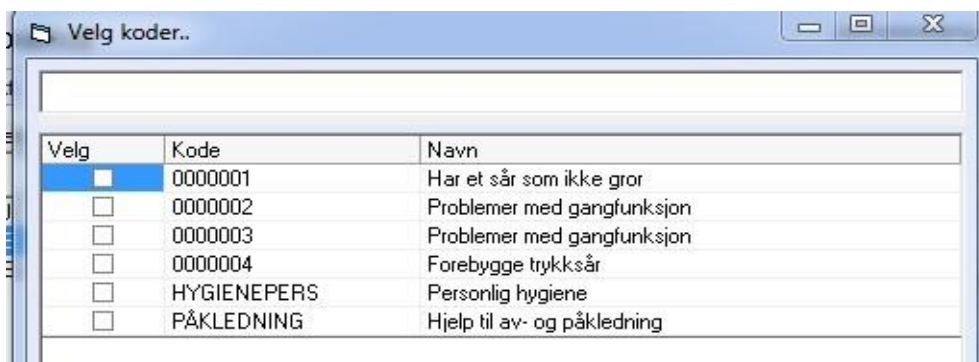 Velg koder..
Velg Kode Navn
0000001 Har et sår som ikke gror
0000002 Problemer med gangfunksjon
0000003 Problemer med gangfunksjon
0000004 Forebygge trykksår
HYGIENEPERS Personlig hygiene
PÅKLEDNING Hjelp til av- og påkledning